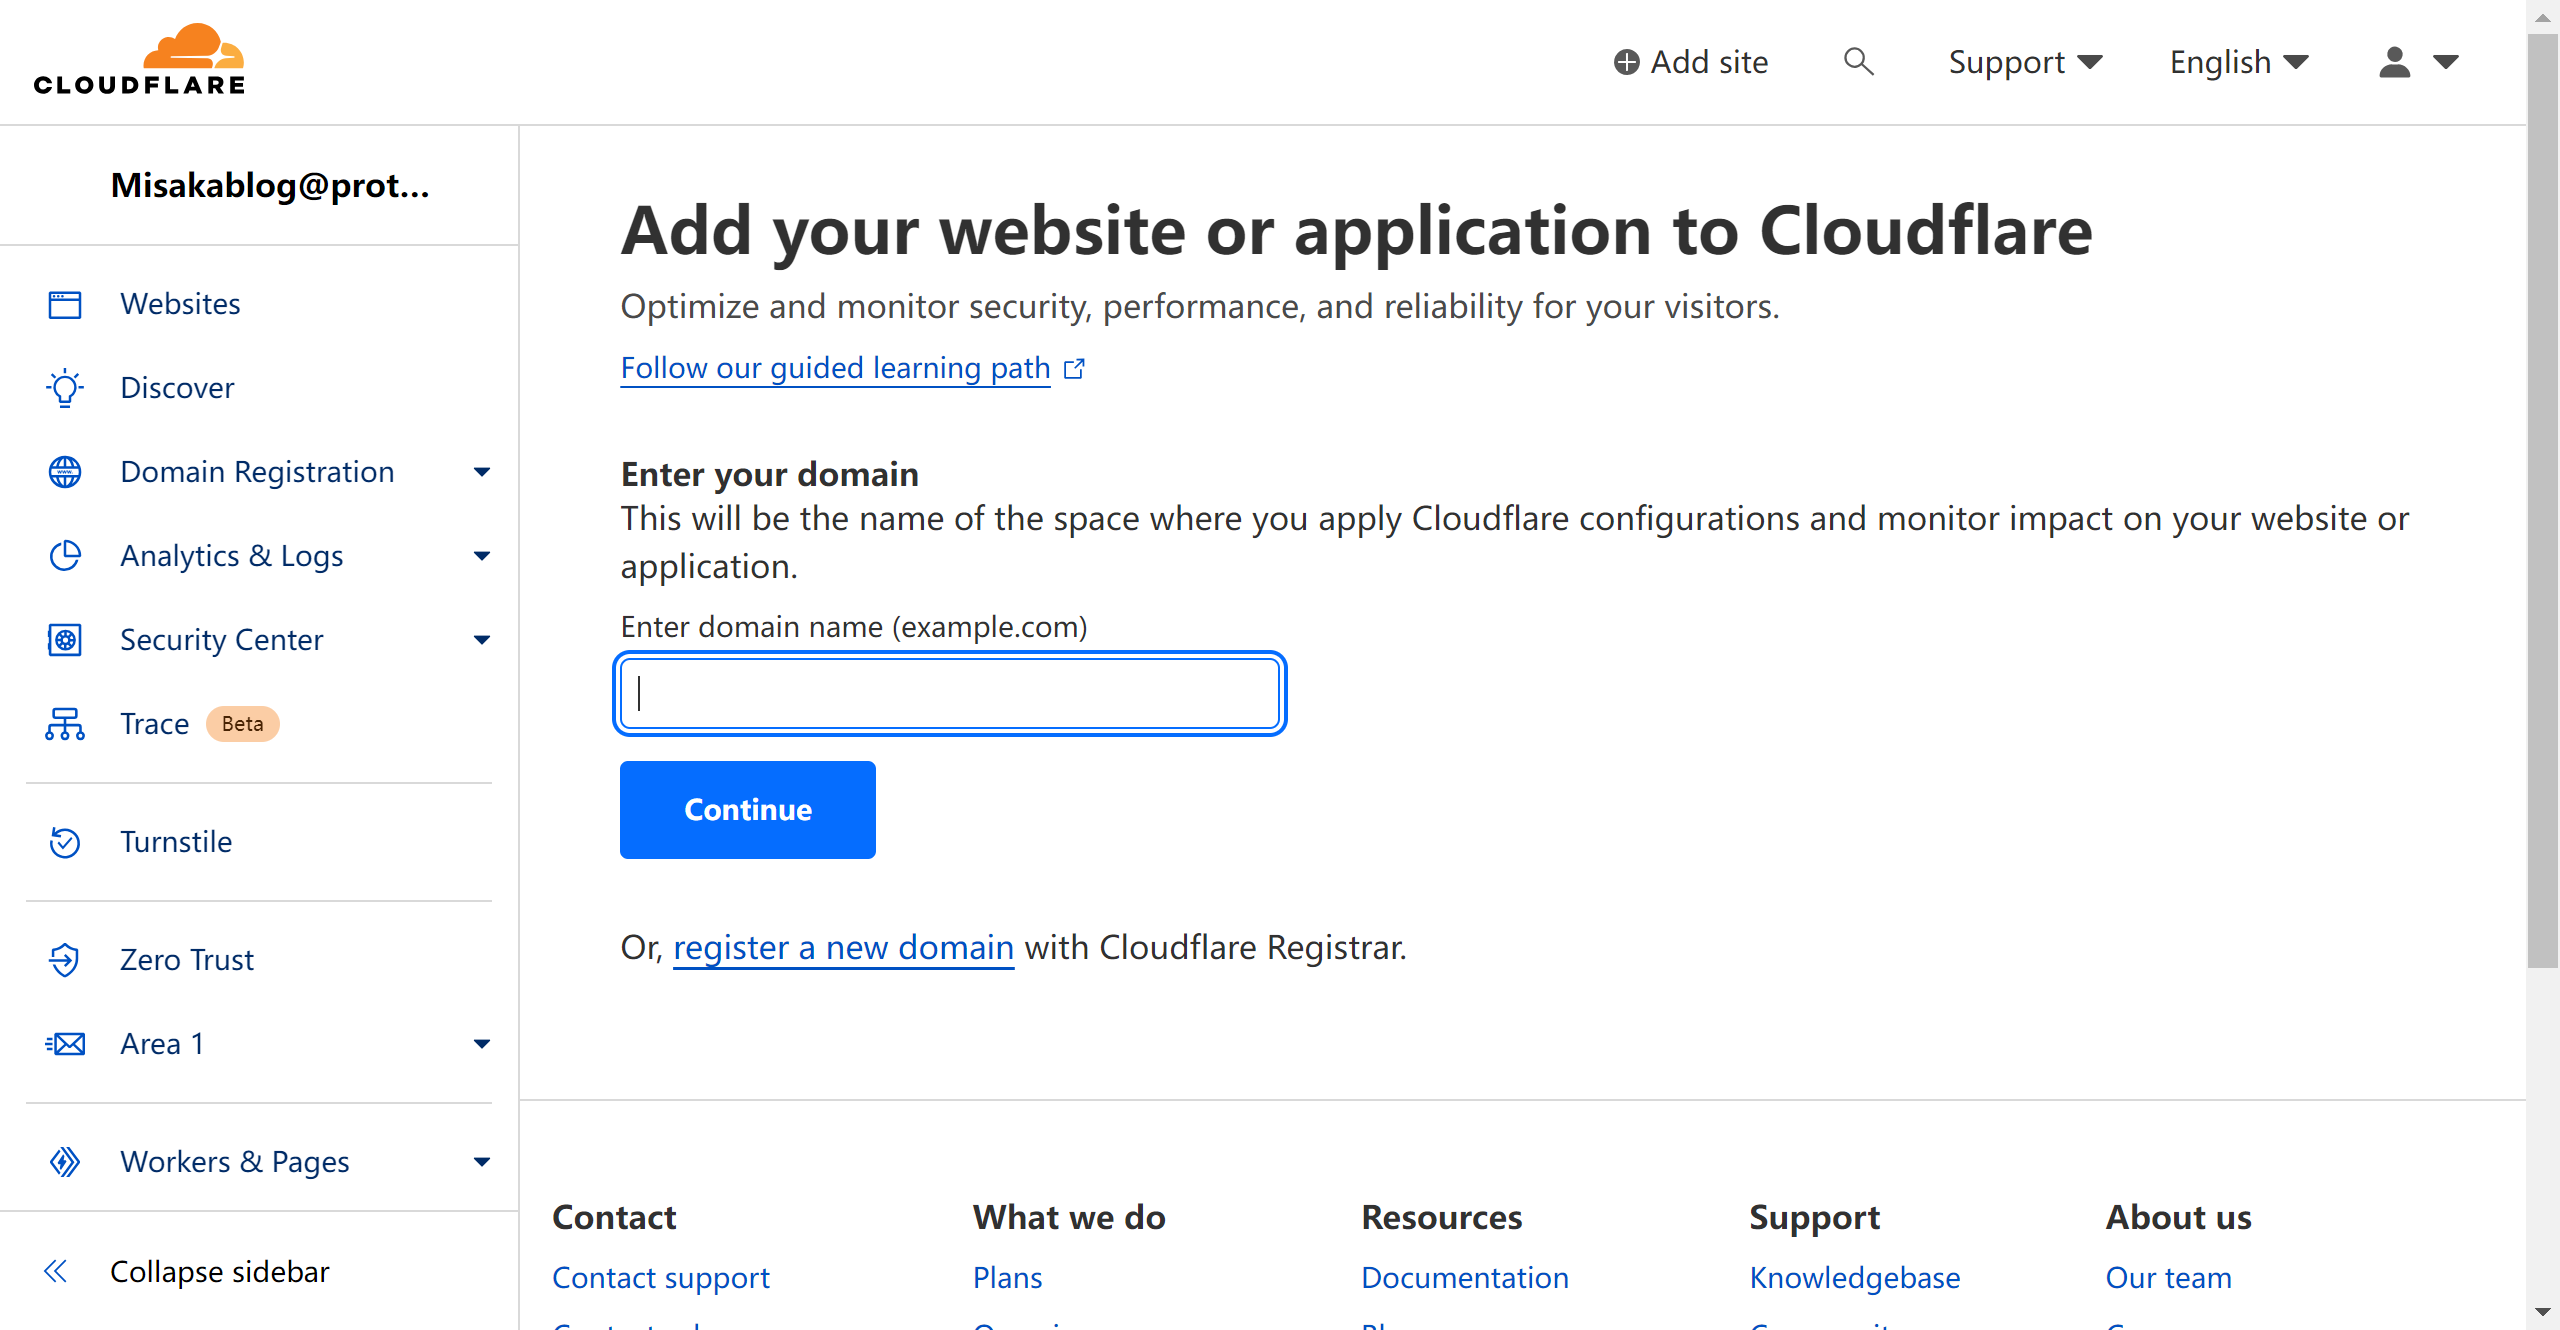 CLOUDFLARE
Add site
Support
English
Misakablog@prot...
Websites
Discover
Domain Registration
Analytics & Logs
Security Center
Trace Beta
Turnstile
Zero Trust
Area 1
Workers & Pages
Collapse sidebar
Add your website or application to Cloudflare
Optimize and monitor security, performance, and reliability for your visitors.
Follow our guided learning path
Enter your domain
This will be the name of the space where you apply Cloudflare configurations and monitor impact on your website or
application.
Enter domain name (example.com)
Continue
Or, register a new domain with Cloudflare Registrar.
Contact
Contact support
What we do
Plans
Resources
Documentation
Support
Knowledgebase
About us
Our team